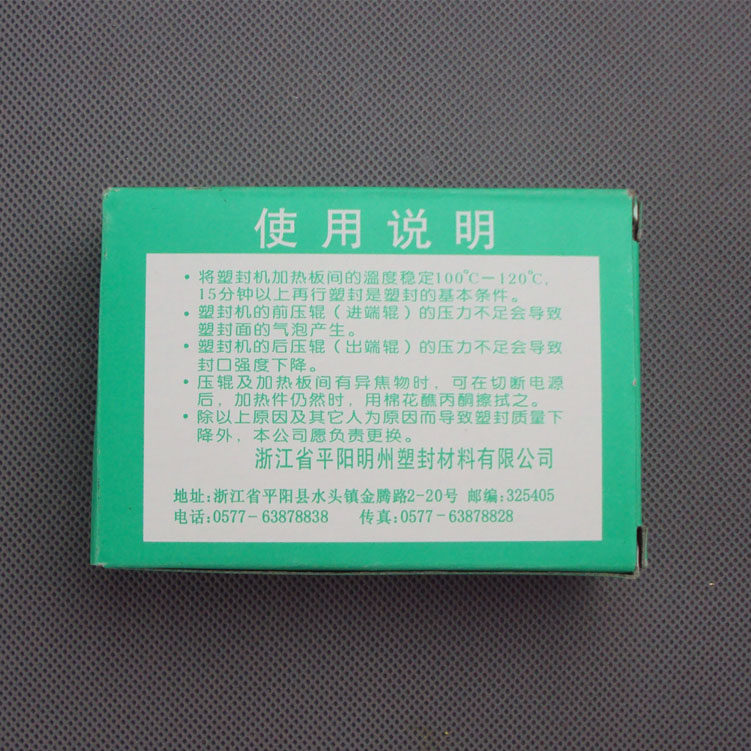 使用说明
·将塑封机加热板间的温度稳定100℃－120℃，
15分钟以上再行塑封是塑封的基本条件。
·塑封机的前压辊（进端辊）的压力不足会导致
塑封面的气泡产生。
·塑封机的后压辊（出端辊）的压力不足会导致
封口强度下降。
·压辊及加热板间有异焦物时，可在切断电源
后，加热件仍然时，用棉花醮丙酮擦拭之。
·除以上原因及其它人为原因而导致塑封质量下
降外，本公司愿负责更换。
浙江省平阳明州塑封材料有限公司
地址:浙江省平阳县水头镇金腾路2-20号 邮编:325405
电话:0577-63878838 传真:0577-63878828